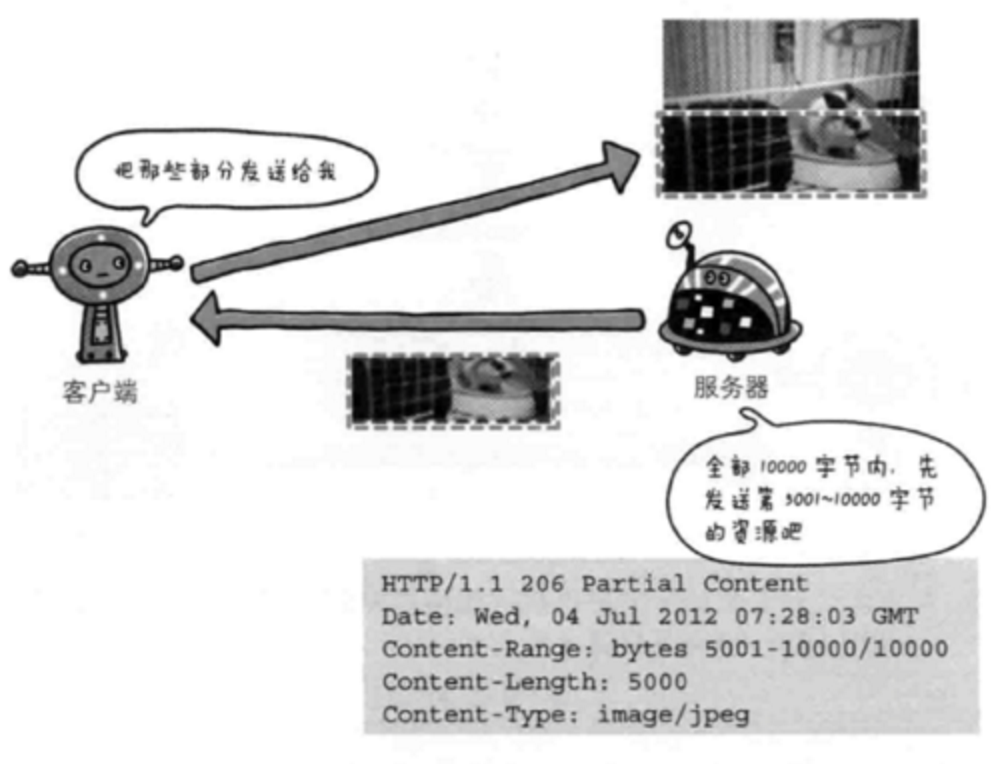 把那些部分发送给我
客户端
服务器
全部 10000 字节内，先
发送第 5001~10000 字节
的资源吧
HTTP/1.1 206 Partial Content
Date: Wed, 04 Jul 2012 07:28:03 GMT
Content-Range: bytes 5001-10000/10000
Content-Length: 5000
Content-Type: image/jpeg